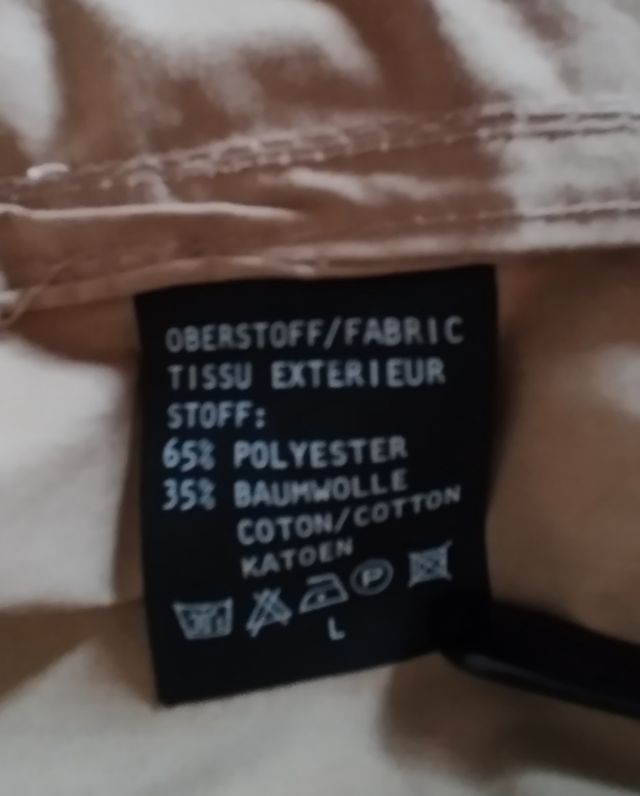 OBERSTOFF/FABRIC
TISSU EXTERIEUR
STOFF:
65% POLYESTER
35% BAUMWOLLE
COTON/COTTON
KATOEN
P
L